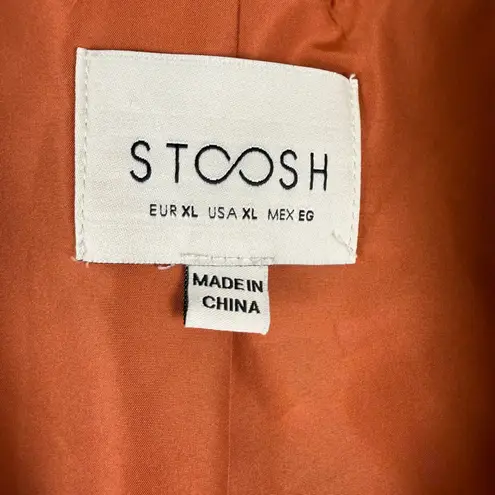 STOOSH
EUR XL USA XL MEX EG
MADE IN
CHINA